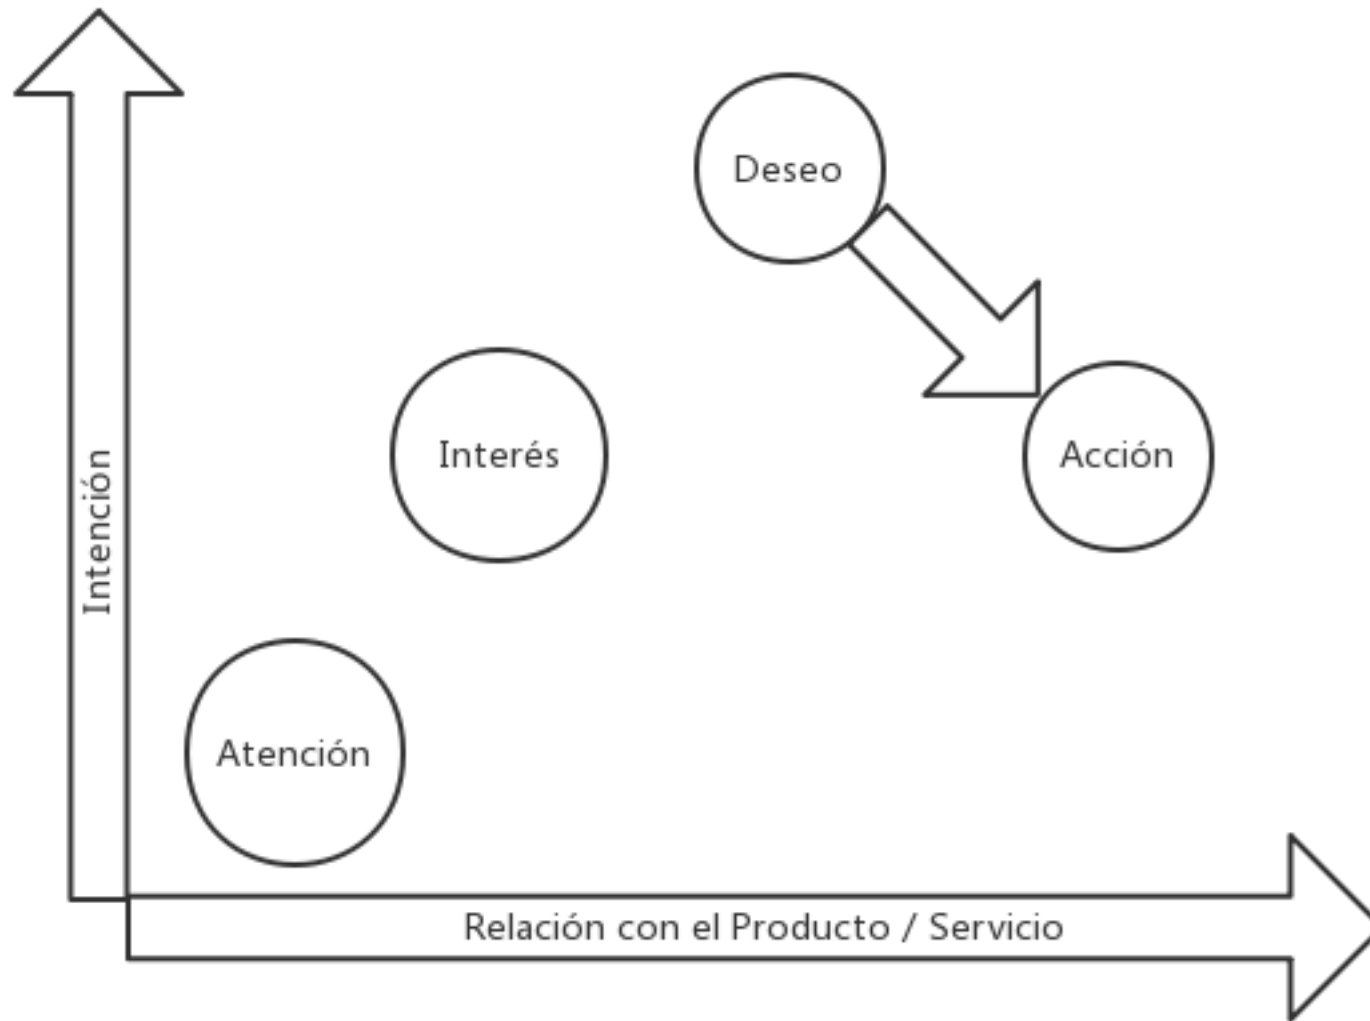 Deseo
Interés
Acción
Intención
Atención
Relación con el Producto / Servicio